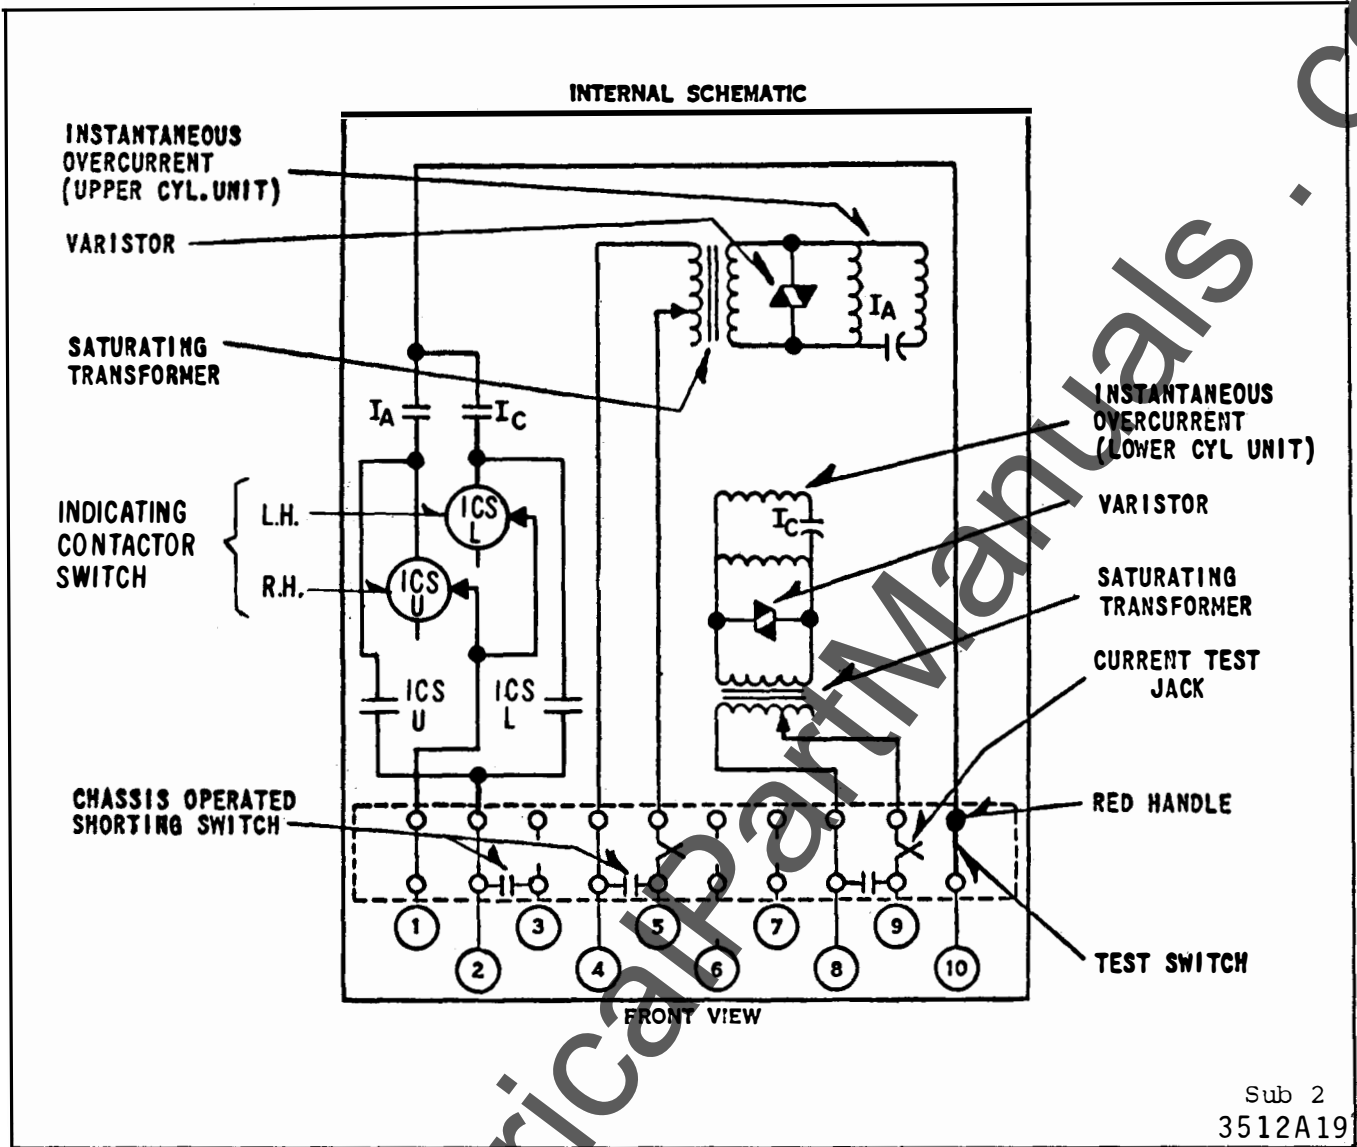 INTERNAL SCHEMATIC
INSTANTANEOUS
OVERCURRENT
(UPPER CYL.UNIT)
VARISTOR
SATURATING
TRANSFORMER
IA
IA
IC
INSTANTANEOUS
OVERCURRENT
(LOWER CYL UNIT)
INDICATING
CONTACTOR
SWITCH
L.H.
R.H.
ICS
L
ICS
U
IC
VARISTOR
SATURATING
TRANSFORMER
CURRENT TEST
JACK
ICS
U
ICS
L
CHASSIS OPERATED
SHORTING SWITCH
RED HANDLE
1
3
5
7
9
2
4
6
8
10
TEST SWITCH
FRONT VIEW
Sub 2
3512A19
ricalPartManuals . co